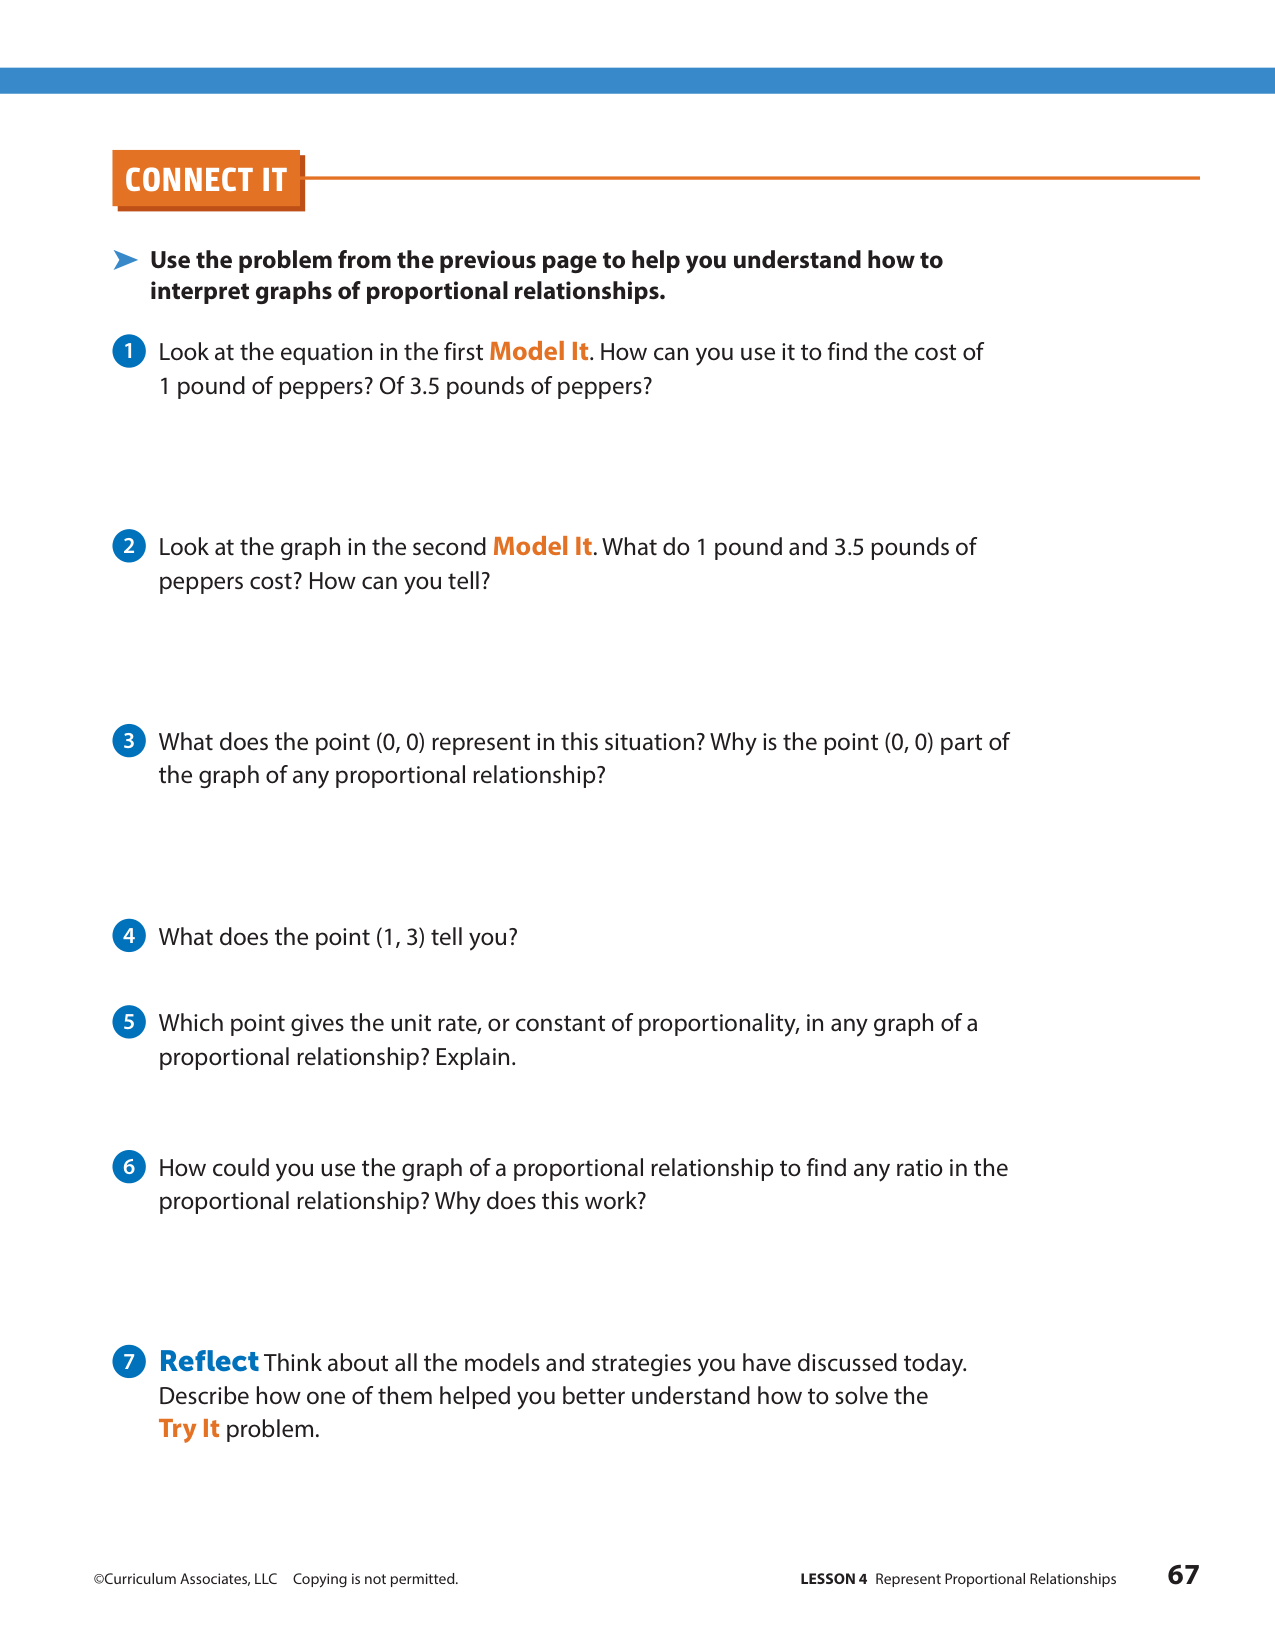 CONNECT IT
Use the problem from the previous page to help you understand how to
interpret graphs of proportional relationships.
1 Look at the equation in the first Model It. How can you use it to find the cost of
1 pound of peppers? Of 3.5 pounds of peppers?
2 Look at the graph in the second Model It. What do 1 pound and 3.5 pounds of
peppers cost? How can you tell?
3 What does the point (0, 0) represent in this situation? Why is the point (0, 0) part of
the graph of any proportional relationship?
4 What does the point (1, 3) tell you?
5 Which point gives the unit rate, or constant of proportionality, in any graph of a
proportional relationship? Explain.
6 How could you use the graph of a proportional relationship to find any ratio in the
proportional relationship? Why does this work?
7 Reflect Think about all the models and strategies you have discussed today.
Describe how one of them helped you better understand how to solve the
Try It problem.
©Curriculum Associates, LLC Copying is not permitted. LESSON 4 Represent Proportional Relationships 67